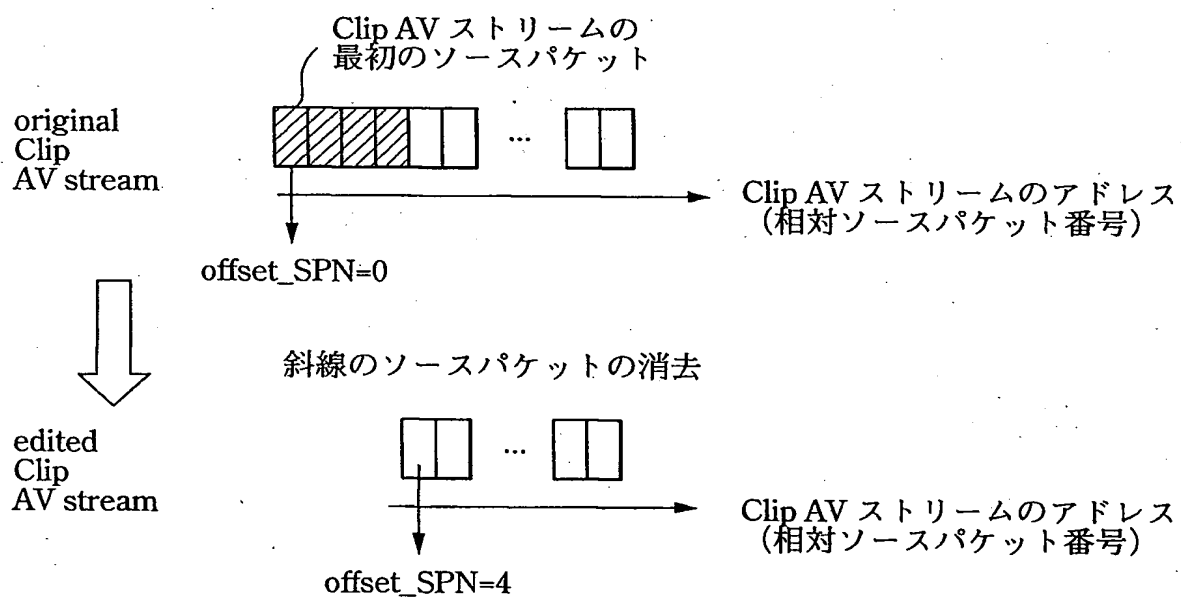 Clip AV ストリームの
最初のソースパケット
original
Clip
AV stream
...
Clip AV ストリームのアドレス
（相対ソースパケット番号）
offset_SPN=0
斜線のソースパケットの消去
edited
Clip
AV stream
...
Clip AV ストリームのアドレス
（相対ソースパケット番号）
offset_SPN=4